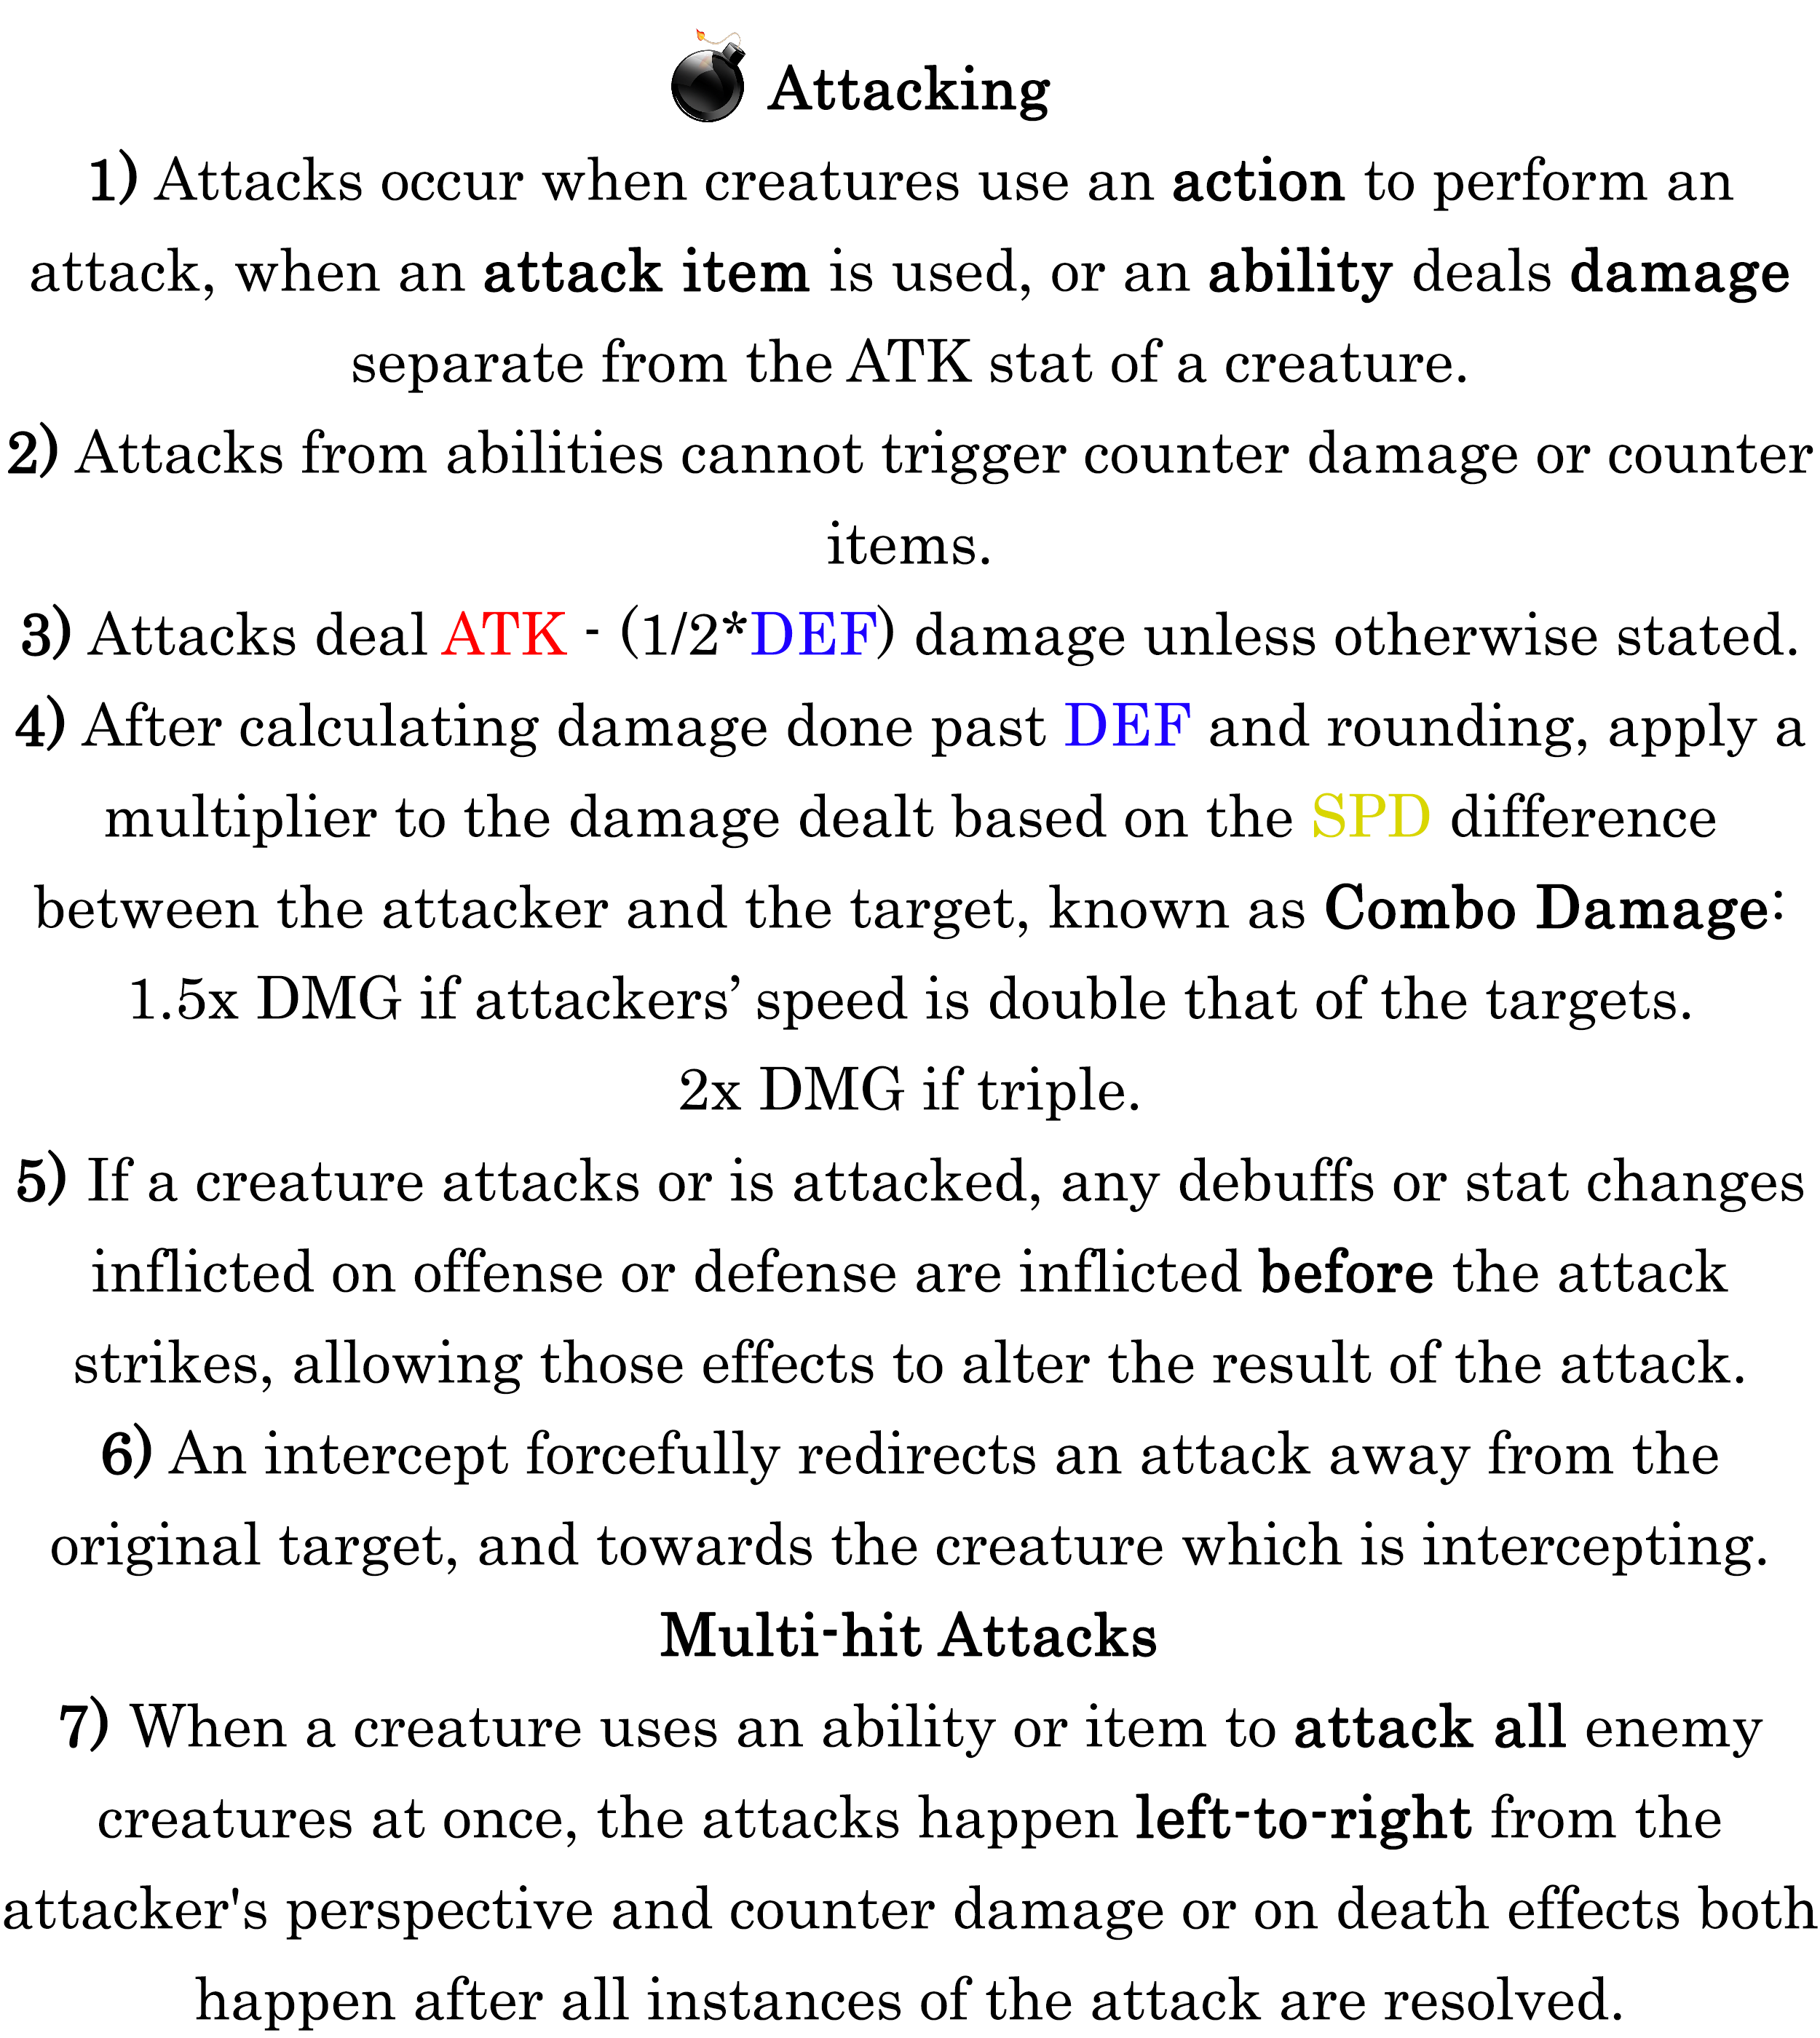 Attacking
1) Attacks occur when creatures use an action to perform an
attack, when an attack item is used, or an ability deals damage
separate from the ATK stat of a creature.
2) Attacks from abilities cannot trigger counter damage or counter
items.
3) Attacks deal ATK - (1/2*DEF) damage unless otherwise stated.
4) After calculating damage done past DEF and rounding, apply a
multiplier to the damage dealt based on the SPD difference
between the attacker and the target, known as Combo Damage:
1.5x DMG if attackers’ speed is double that of the targets.
2x DMG if triple.
5) If a creature attacks or is attacked, any debuffs or stat changes
inflicted on offense or defense are inflicted before the attack
strikes, allowing those effects to alter the result of the attack.
6) An intercept forcefully redirects an attack away from the
original target, and towards the creature which is intercepting.
Multi-hit Attacks
7) When a creature uses an ability or item to attack all enemy
creatures at once, the attacks happen left-to-right from the
attacker's perspective and counter damage or on death effects both
happen after all instances of the attack are resolved.